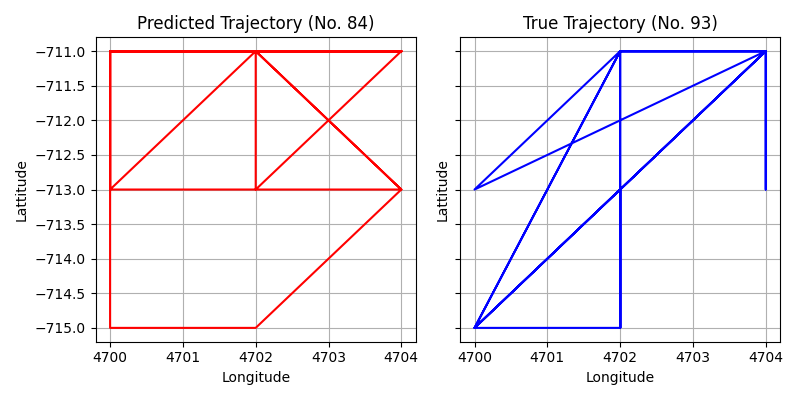 Predicted Trajectory (No. 84)
−711.0
−711.5
−712.0
−712.5
−713.0
−713.5
−714.0
−714.5
−715.0
Lattitude
4700 4701 4702 4703 4704
Longitude
True Trajectory (No. 93)
Lattitude
4700 4701 4702 4703 4704
Longitude